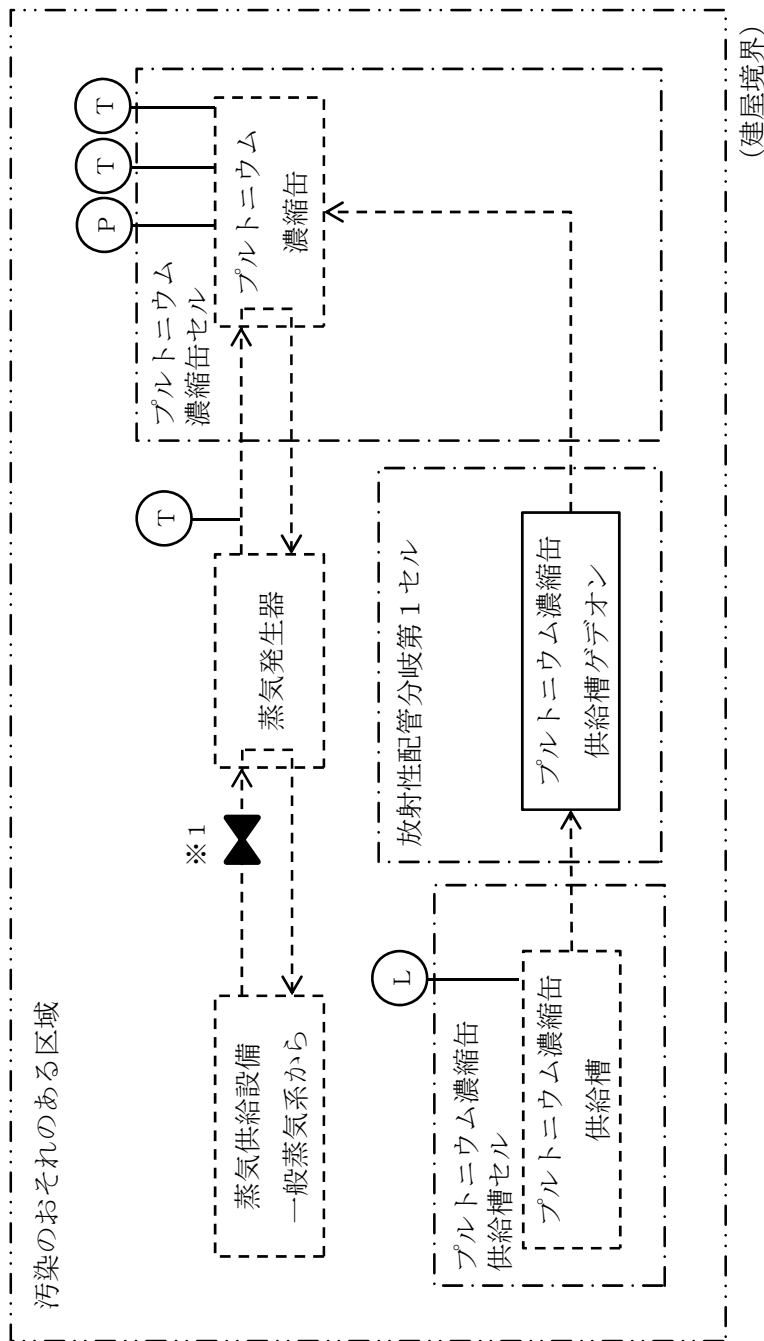 汚染のおそれのある区域
蒸気供給設備
一般蒸気系から
※1
蒸気発生器
T
プルトニウム
濃縮缶セル
P
T
T
プルトニウム
濃縮缶
プルトニウム濃縮缶
供給槽セル
L
プルトニウム濃縮缶
供給槽
放射性配管分岐第1セル
プルトニウム濃縮缶
供給槽ゲデオン
(建屋境界)